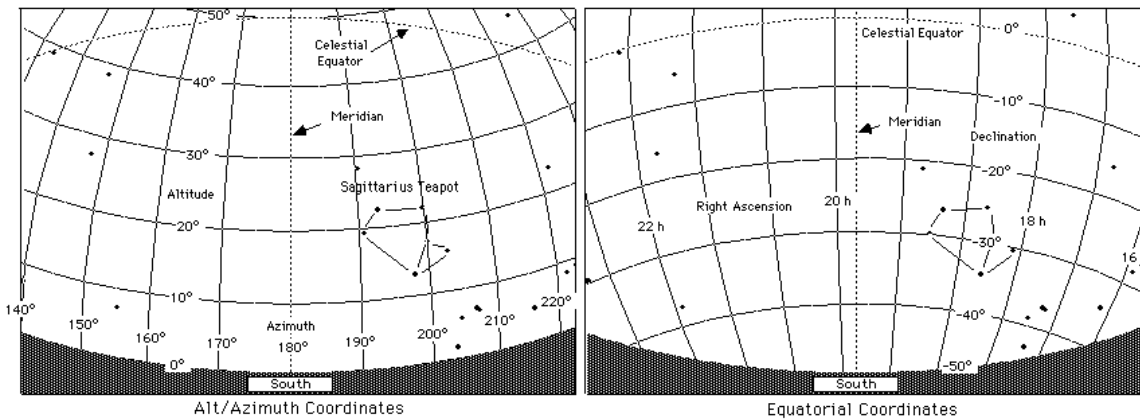 50°
Celestial
Equator
40°
Meridian
30°
Sagittarius Teapot
Altitude
20°
10°
140°
150°
160°
170°
Azimuth
180°
190°
200°
210°
220°
0°
South
Alt/Azimuth Coordinates
Celestial Equator
0°
-10°
Meridian
Declination
-20°
Right Ascension
20 h
22 h
18 h
-30°
16
-40°
-50°
South
Equatorial Coordinates